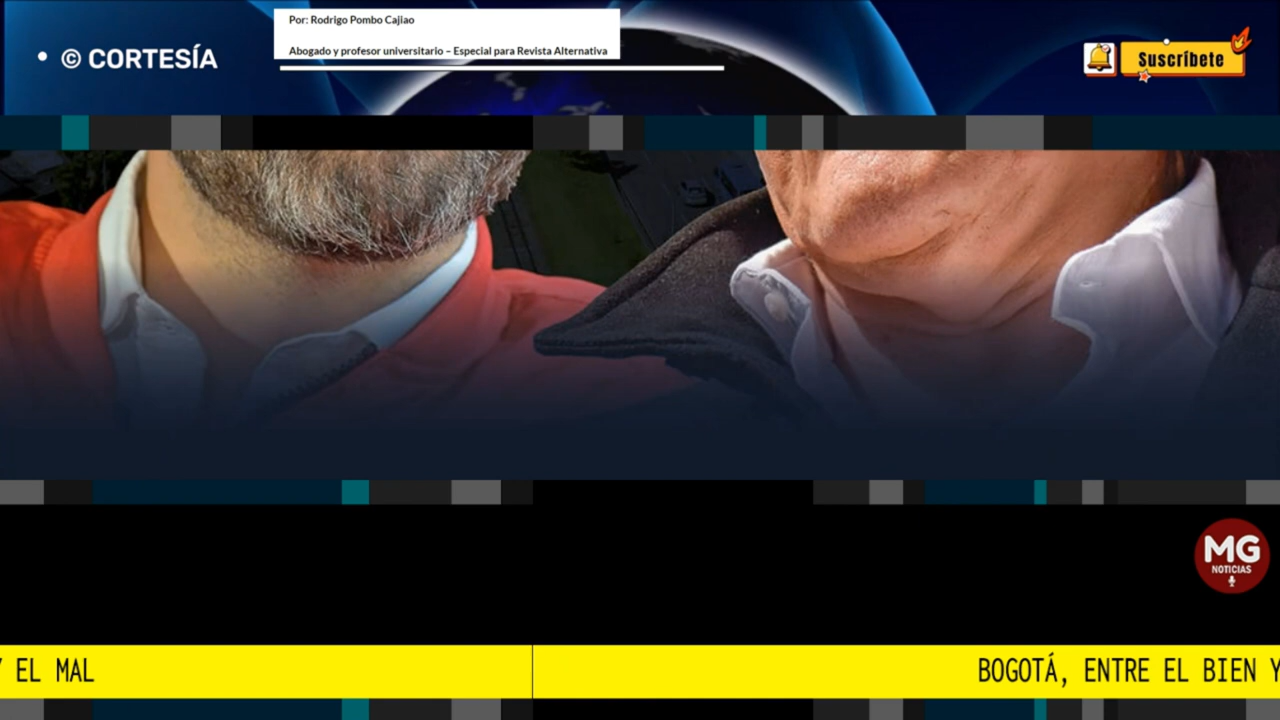 Por: Rodrigo Pombo Cajiao
Abogado y profesor universitario – Especial para Revista Alternativa
• © CORTESÍA
Suscríbete
MG
NOTICIAS
Y EL MAL
BOGOTÁ, ENTRE EL BIEN Y